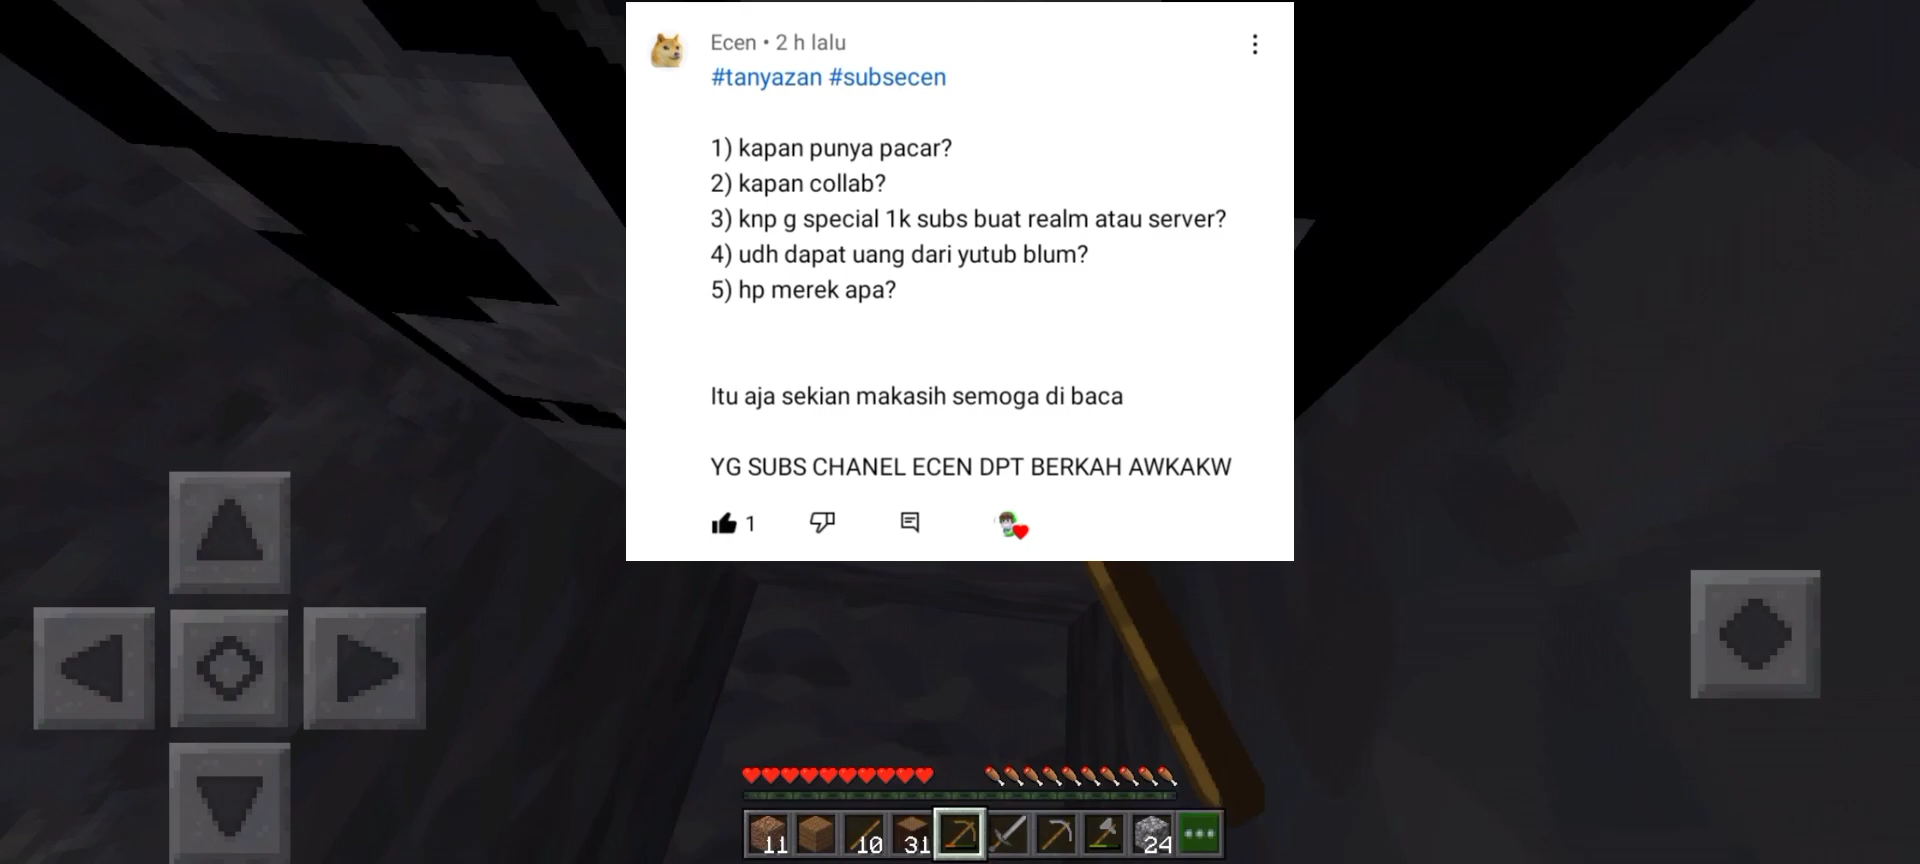 Ecen • 2 h lalu
#tanyazan #subsecen
1) kapan punya pacar?
2) kapan collab?
3) knp g special 1k subs buat realm atau server?
4) udh dapat uang dari yutub blum?
5) hp merek apa?
Itu aja sekian makasih semoga di baca
YG SUBS CHANEL ECEN DPT BERKAH AWKAKW
1
11 10 31 24